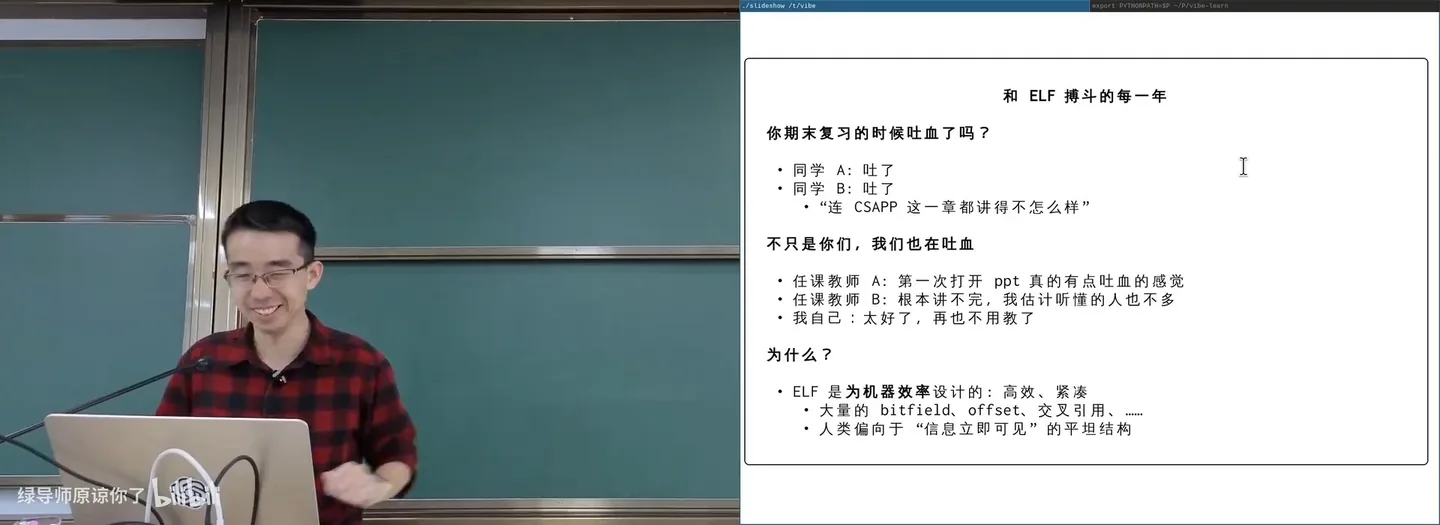 ./slideshow /t/vibe
export PYTHONPATH=$P ~/P/vibe-learn
和 ELF 搏斗的每一年
你期末复习的时候吐血了吗？
• 同学 A: 吐了
• 同学 B: 吐了
• “连 CSAPP 这一章都讲得不怎么样”
不只是你们，我们也在吐血
• 任课教师 A: 第一次打开 ppt 真的有点吐血的感觉
• 任课教师 B: 根本讲不完，我估计听懂的人也不多
• 我自己：太好了，再也不用教了
为什么？
• ELF 是为机器效率设计的: 高效、紧凑
• 大量的 bitfield、offset、交叉引用、……
• 人类偏向于 “信息立即可见” 的平坦结构
绿导师原谅你了 bilibili